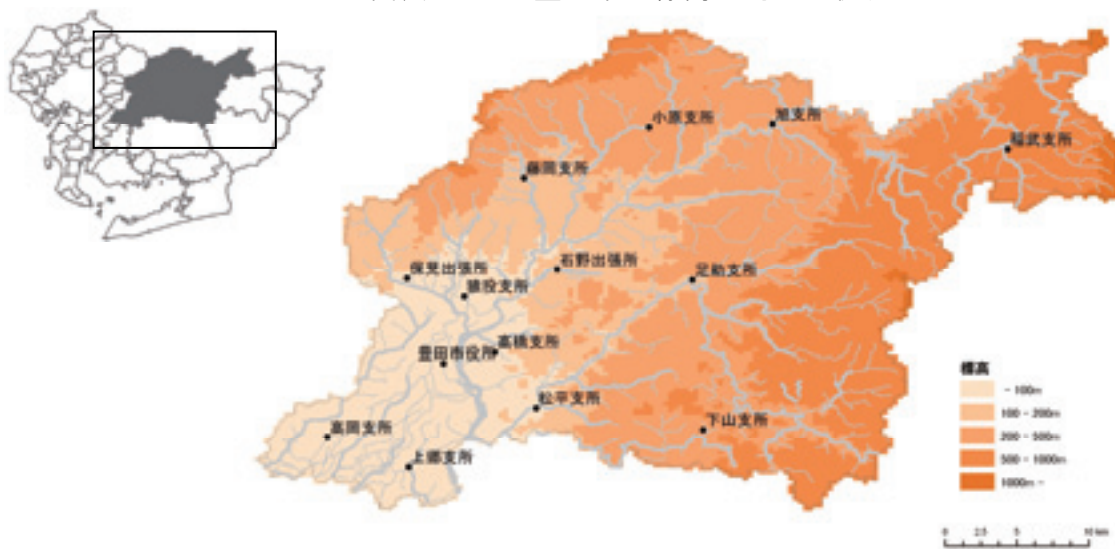 小原支所
旭支所
稲武支所
藤岡支所
保見出張所
石野出張所
猿投支所
足助支所
高橋支所
豊田市役所
松平支所
下山支所
高岡支所
上郷支所
標高
- 100m
100 - 200m
200 - 500m
500 - 1000m
1000m -
0 2.5 5 10 km